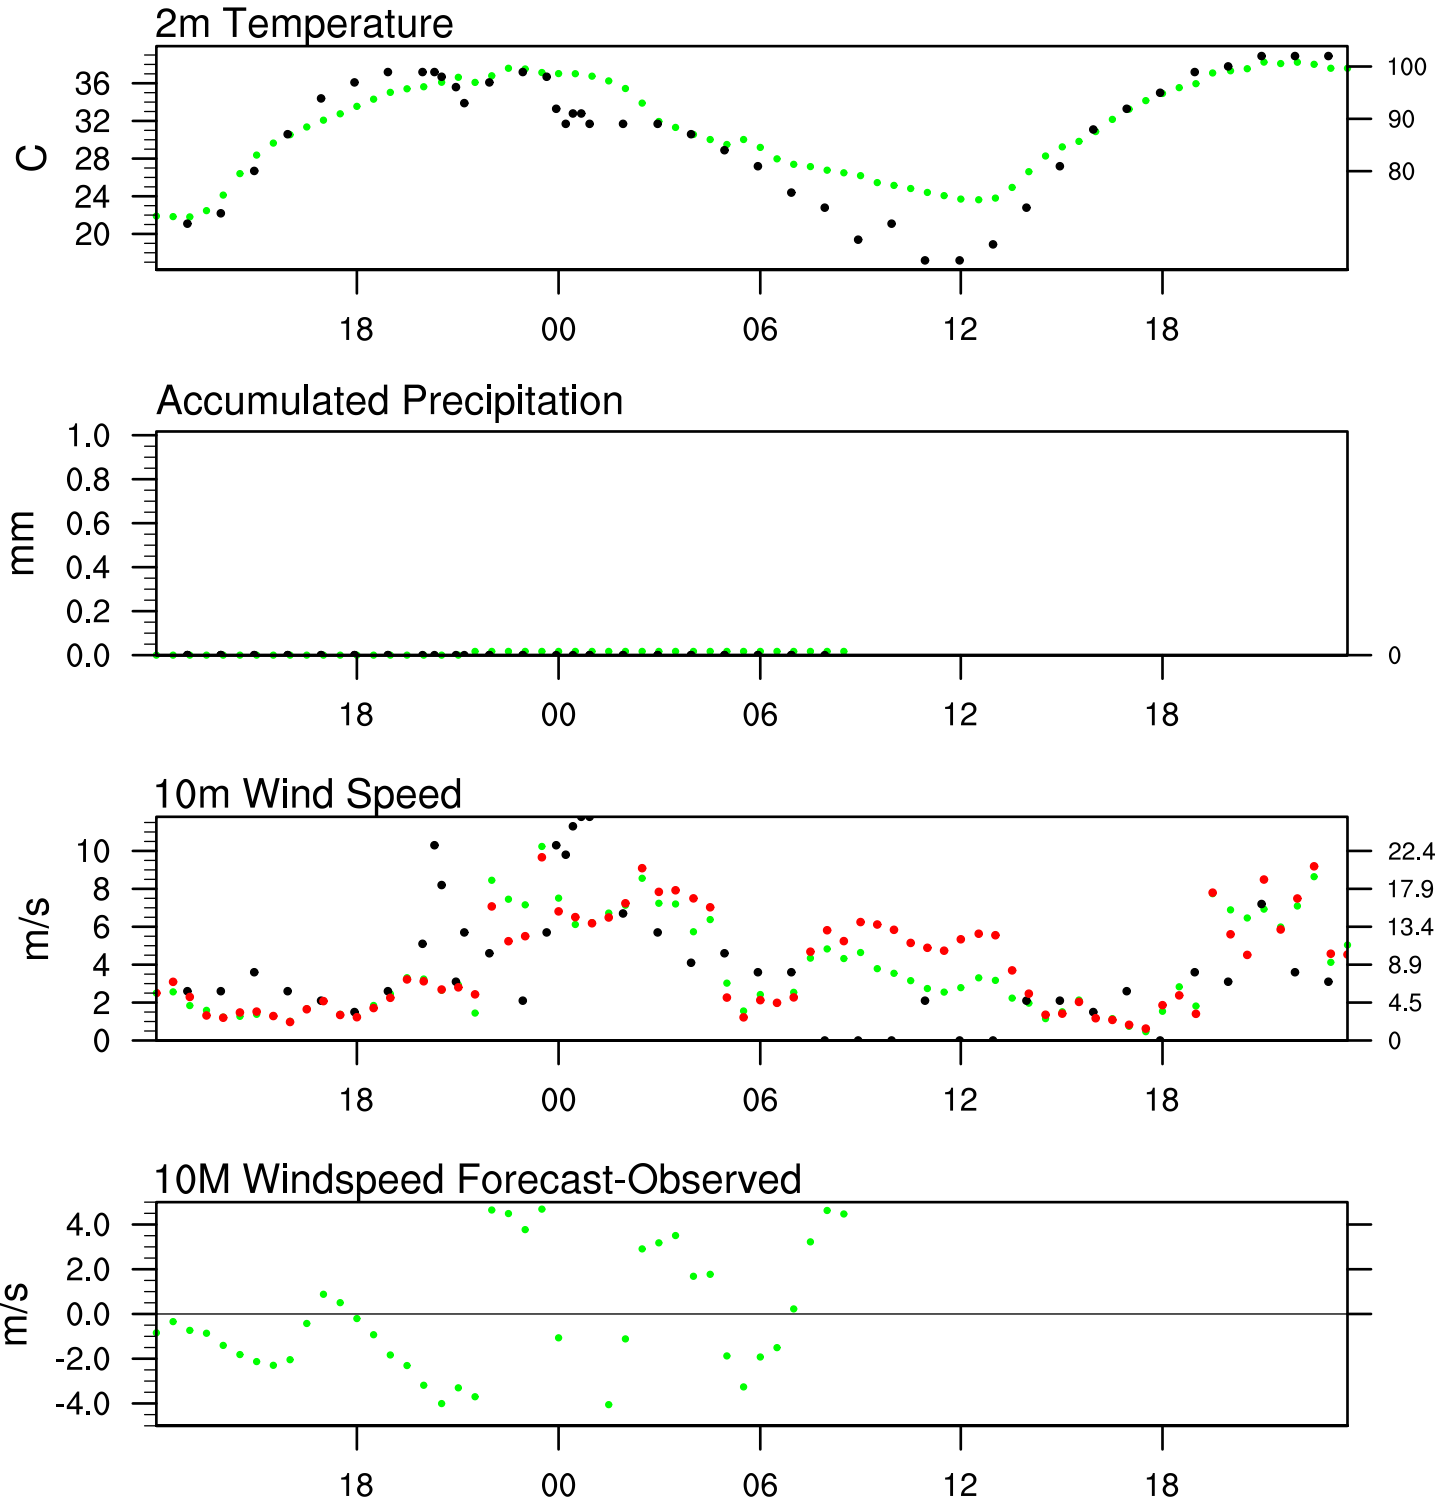 2m Temperature
C
36
32
28
24
20
100
90
80
18 00 06 12 18
Accumulated Precipitation
mm
1.0
0.8
0.6
0.4
0.2
0.0
0
18 00 06 12 18
10m Wind Speed
m/s
10
8
6
4
2
0
22.4
17.9
13.4
8.9
4.5
0
18 00 06 12 18
10M Windspeed Forecast-Observed
m/s
4.0
2.0
0.0
-2.0
-4.0
18 00 06 12 18